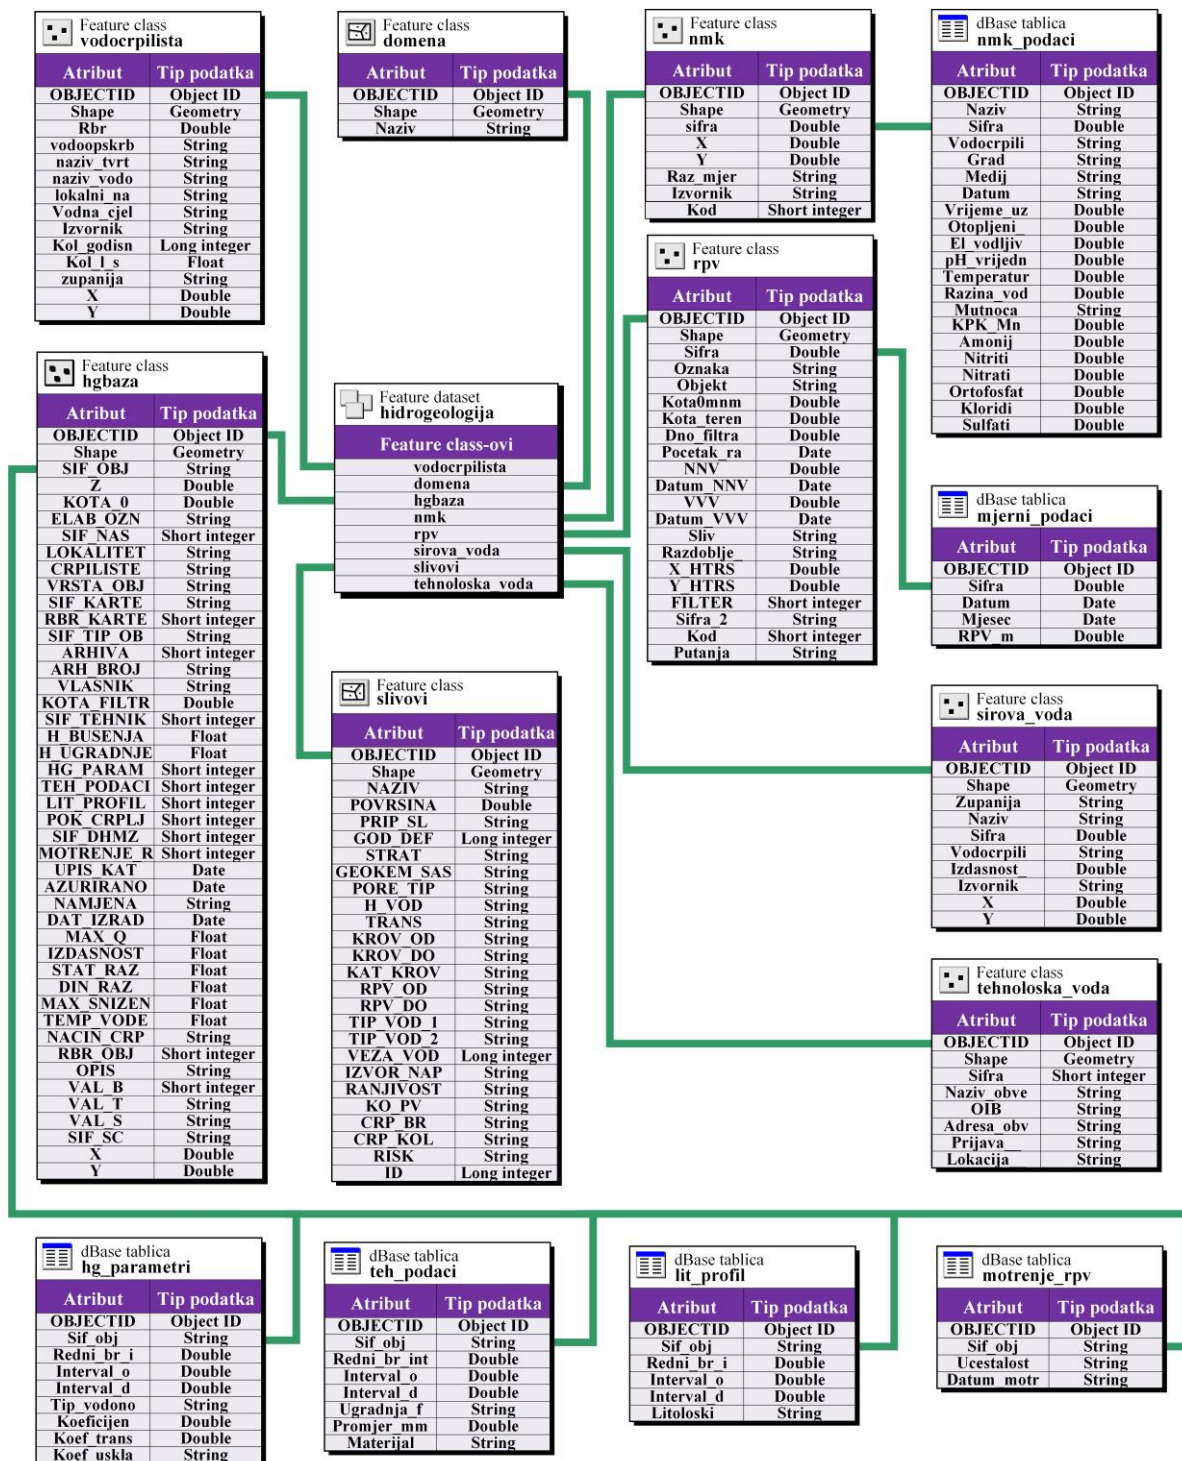 Feature class
vodocrpilista
Atribut Tip podatka
OBJECTID Object ID
Shape Geometry
Rbr Double
vodoopskrb String
naziv_tvrt String
naziv_vodo String
lokalni_na String
Vodna_cjel String
Izvornik String
Kol_godisn Long integer
Kol_l_s Float
zupanija String
X Double
Y Double
Feature class
domena
Atribut Tip podatka
OBJECTID Object ID
Shape Geometry
Naziv String
Feature class
nmk
Atribut Tip podatka
OBJECTID Object ID
Shape Geometry
sifra Double
X Double
Y Double
Raz_mjer String
Izvornik String
Kod Short integer
dBase tablica
nmk_podaci
Atribut Tip podatka
OBJECTID Object ID
Naziv String
Sifra Double
Vodocrpili String
Grad String
Medij String
Datum String
Vrijeme_uz Double
Otopljeni_ Double
El_vodljiv Double
pH_vrijedn Double
Temperatur Double
Razina_vod Double
Mutnoca String
KPK_Mn Double
Amonij Double
Nitriti Double
Nitrati Double
Ortofosfat Double
Kloridi Double
Sulfati Double
Feature class
hgbaza
Atribut Tip podatka
OBJECTID Object ID
Shape Geometry
SIF_OBJ String
Z Double
KOTA_0 Double
ELAB_OZN String
SIF_NAS Short integer
LOKALITET String
CRPILISTE String
VRSTA_OBJ String
SIF_KARTE String
RBR_KARTE Short integer
SIF_TIP_OB String
ARHIVA Short integer
ARH_BROJ String
VLASNIK String
KOTA_FILTR Double
SIF_TEHNIK Short integer
H_BUSENJA Float
H_UGRADNJE Float
HG_PARAM Short integer
TEH_PODACI Short integer
LIT_PROFIL Short integer
POK_CRPLJ Short integer
SIF_DHMZ Short integer
MOTRENJE_R Short integer
UPIS_KAT Date
AZURIRANO Date
NAMJENA String
DAT_IZRAD Date
MAX_Q Float
IZDASNOST Float
STAT_RAZ Float
DIN_RAZ Float
MAX_SNIZEN Float
TEMP_VODE Float
NACIN_CRP String
RBR_OBJ Short integer
OPIS String
VAL_B Short integer
VAL_T String
VAL_S String
SIF_SC String
X Double
Y Double
Feature dataset
hidrogeologija
Feature class-ovi
vodocrpilista
domena
hgbaza
nmk
rpv
sirova_voda
slivovi
tehnoloska_voda
Feature class
rpv
Atribut Tip podatka
OBJECTID Object ID
Shape Geometry
Sifra Double
Oznaka String
Objekt String
Kota0mnm Double
Kota_teren Double
Dno_filtra Double
Pocetak_ra Date
NNV Double
Datum_NNV Date
VVV Double
Datum_VVV Date
Sliv String
Razdoblje_ String
X_HTRS Double
Y_HTRS Double
FILTER Short integer
Sifra_2 String
Kod Short integer
Putanja String
dBase tablica
mjerni_podaci
Atribut Tip podatka
OBJECTID Object ID
Sifra Double
Datum Date
Mjesec Date
RPV_m Double
Feature class
slivovi
Atribut Tip podatka
OBJECTID Object ID
Shape Geometry
NAZIV String
POVRSINA Double
PRIP_SL String
GOD_DEF Long integer
STRAT String
GEOKEM_SAS String
PORE_TIP String
H_VOD String
TRANS String
KROV_OD String
KROV_DO String
KAT_KROV String
RPV_OD String
RPV_DO String
TIP_VOD_1 String
TIP_VOD_2 String
VEZA_VOD Long integer
IZVOR_NAP String
RANJIVOST String
KO_PV String
CRP_BR String
CRP_KOL String
RISK String
ID Long integer
Feature class
sirova_voda
Atribut Tip podatka
OBJECTID Object ID
Shape Geometry
Zupanija String
Naziv String
Sifra Double
Vodocrpili String
Izdasnost_ Double
Izvornik String
X Double
Y Double
Feature class
tehnoloska_voda
Atribut Tip podatka
OBJECTID Object ID
Shape Geometry
Sifra Short integer
Naziv_obve String
OIB String
Adresa_obv String
Prijava__ String
Lokacija_ String
dBase tablica
hg_parametri
Atribut Tip podatka
OBJECTID Object ID
Sif_obj String
Redni_br_i Double
Interval_o Double
Interval_d Double
Tip_vodono String
Koeficijen Double
Koef_trans Double
Koef_uskla String
dBase tablica
teh_podaci
Atribut Tip podatka
OBJECTID Object ID
Sif_obj String
Redni_br_int Double
Interval_o Double
Interval_d Double
Ugradnja_f String
Promjer_mm Double
Materijal String
dBase tablica
lit_profil
Atribut Tip podatka
OBJECTID Object ID
Sif_obj String
Redni_br_i Double
Interval_o Double
Interval_d Double
Litoloski String
dBase tablica
motrenje_rpv
Atribut Tip podatka
OBJECTID Object ID
Sif_obj String
Ucestalost String
Datum_motr String